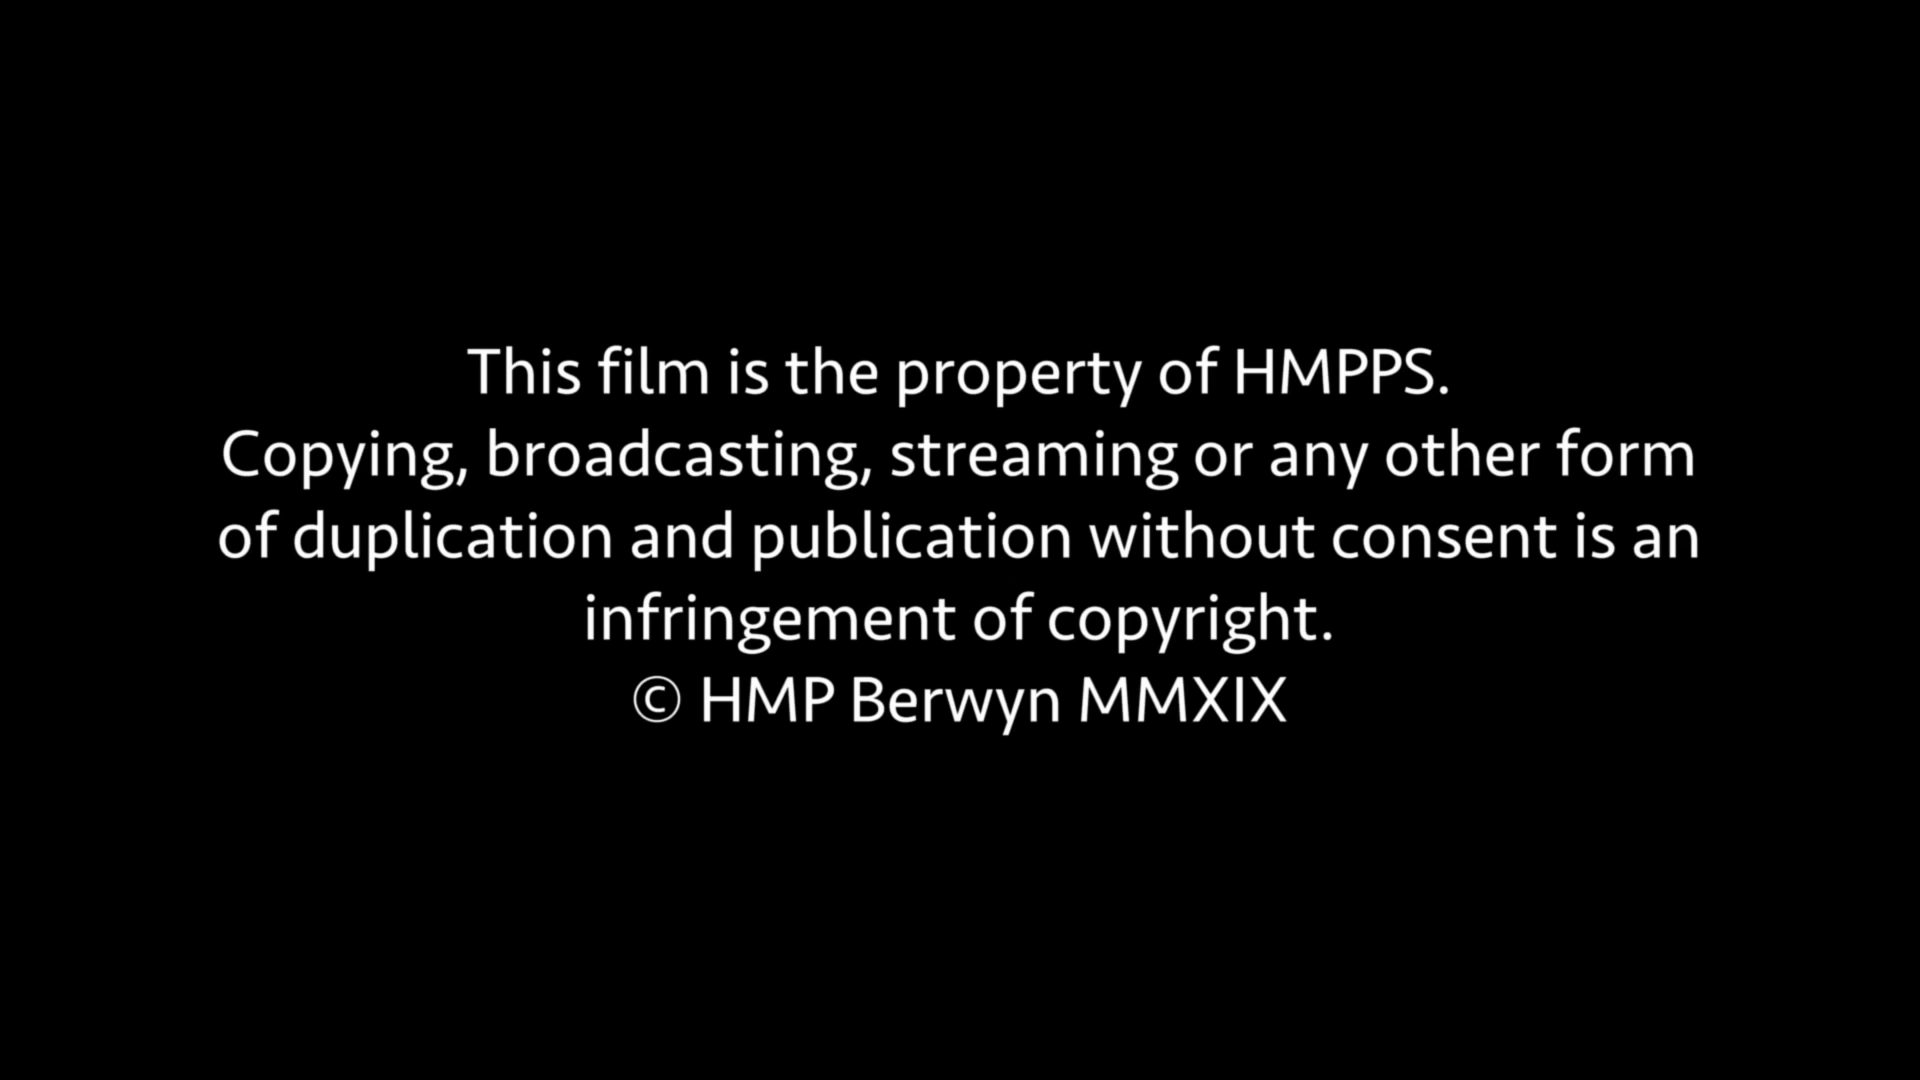 This film is the property of HMPPS.
Copying, broadcasting, streaming or any other form
of duplication and publication without consent is an
infringement of copyright.
© HMP Berwyn MMXIX